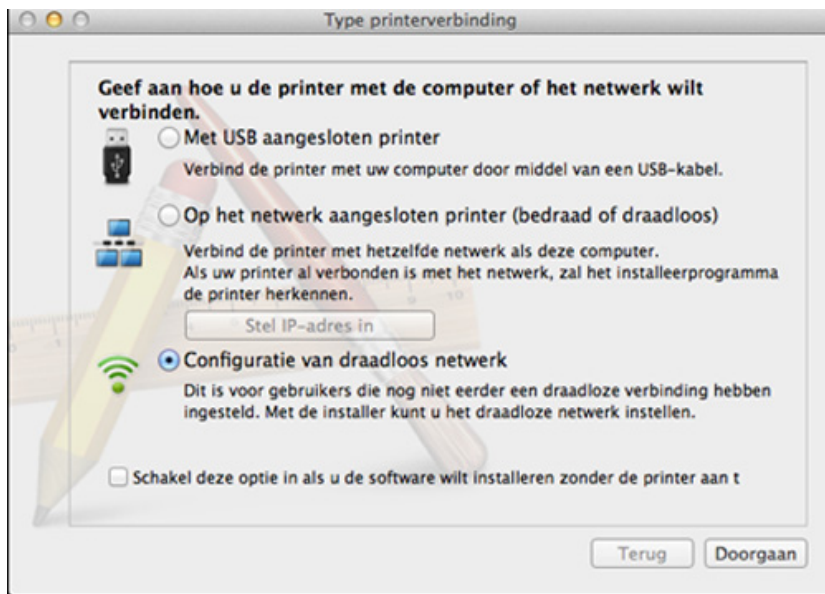 Type printerverbinding
Geef aan hoe u de printer met de computer of het netwerk wilt
verbinden.
Met USB aangesloten printer
Verbind de printer met uw computer door middel van een USB-kabel.
Op het netwerk aangesloten printer (bedraad of draadloos)
Verbind de printer met hetzelfde netwerk als deze computer.
Als uw printer al verbonden is met het netwerk, zal het installeerprogramma
de printer herkennen.
Stel IP-adres in
Configuratie van draadloos netwerk
Dit is voor gebruikers die nog niet eerder een draadloze verbinding hebben
ingesteld. Met de installer kunt u het draadloze netwerk instellen.
Schakel deze optie in als u de software wilt installeren zonder de printer aan t
Terug
Doorgaan